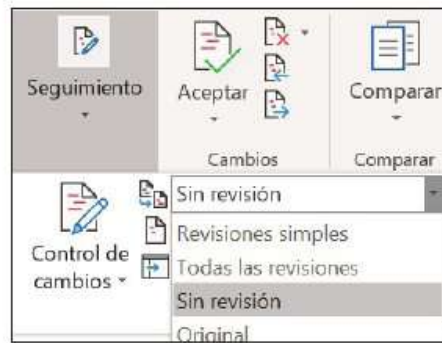 Seguimiento
Aceptar
Comparar
Cambios
Comparar
Sin revisión
Control de cambios
Revisiones simples
Todas las revisiones
Sin revisión
Original